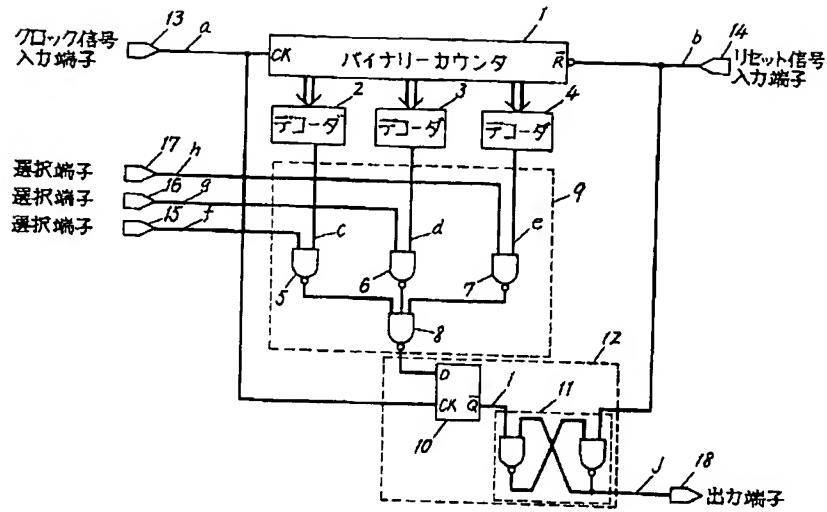 13
クロック信号
入力端子
a
1
CK
バイナリーカウンタ
R̅
b
14
リセット信号
入力端子
2
デコーダ
3
デコーダ
4
デコーダ
選択端子
17
h
選択端子
16
g
選択端子
15
f
9
c
d
e
5
6
7
8
12
D
CK
Q̅
10
1
11
J
18
出力端子